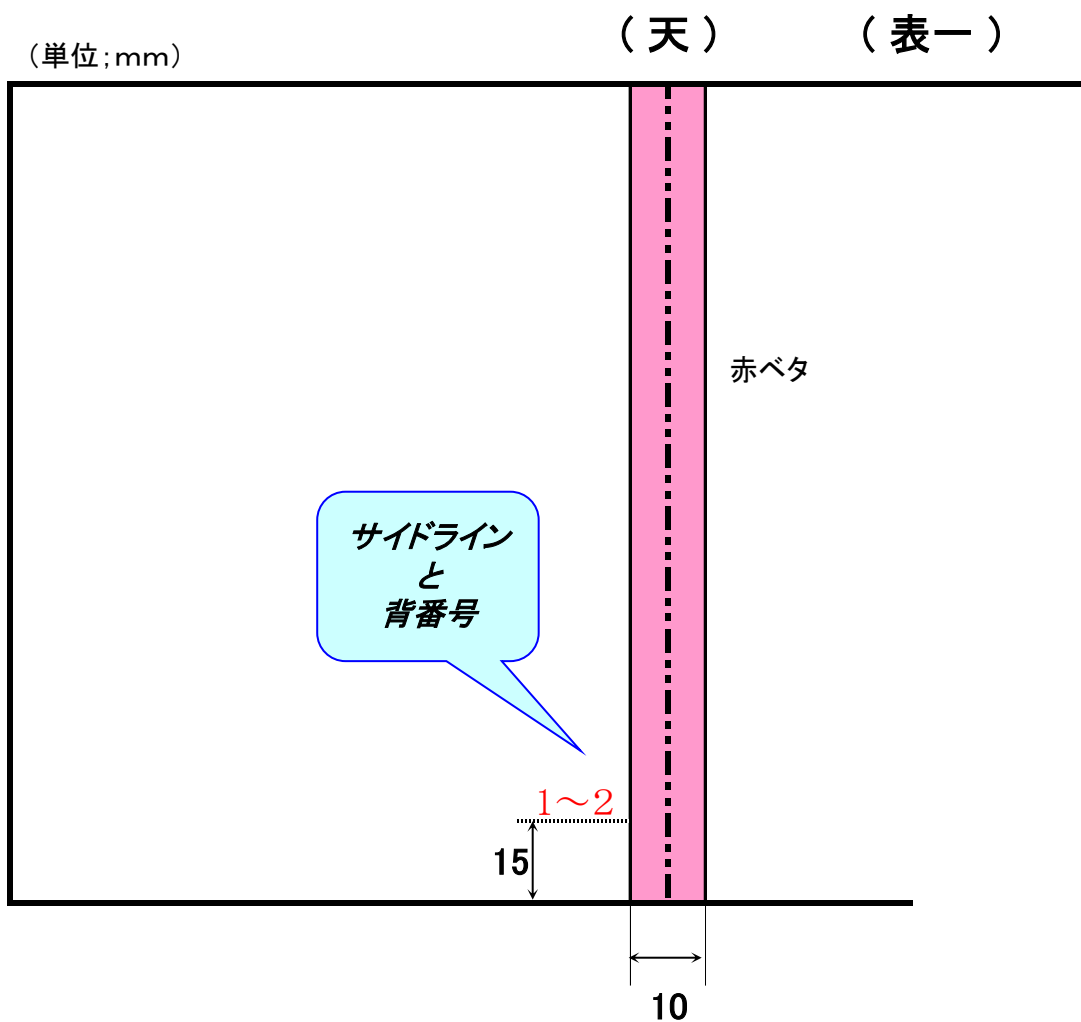 （単位；ｍｍ）
（ 天 ）
（ 表一 ）
赤ベタ
サイドライン
と
背番号
1～2
15
10